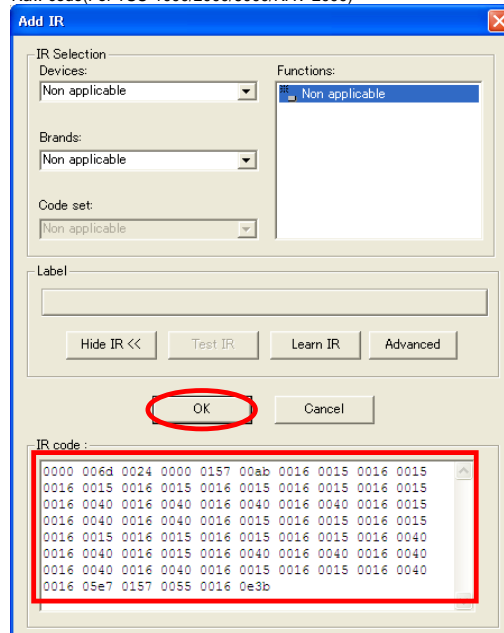 Add IR
IR Selection
Devices:
Functions:
Non applicable
Non applicable
Brands:
Non applicable
Code set:
Non applicable
Label
Hide IR <<
Test IR
Learn IR
Advanced
OK
Cancel
IR code :
0000 006d 0024 0000 0157 00ab 0016 0015 0016 0015
0016 0015 0016 0015 0016 0015 0016 0015 0016 0015
0016 0040 0016 0040 0016 0040 0016 0040 0016 0015
0016 0040 0016 0040 0016 0015 0016 0015 0016 0015
0016 0015 0016 0015 0016 0015 0016 0015 0016 0040
0016 0040 0016 0015 0016 0040 0016 0040 0016 0040
0016 0040 0016 0040 0016 0015 0016 0015 0016 0040
0016 05e7 0157 0055 0016 0e3b